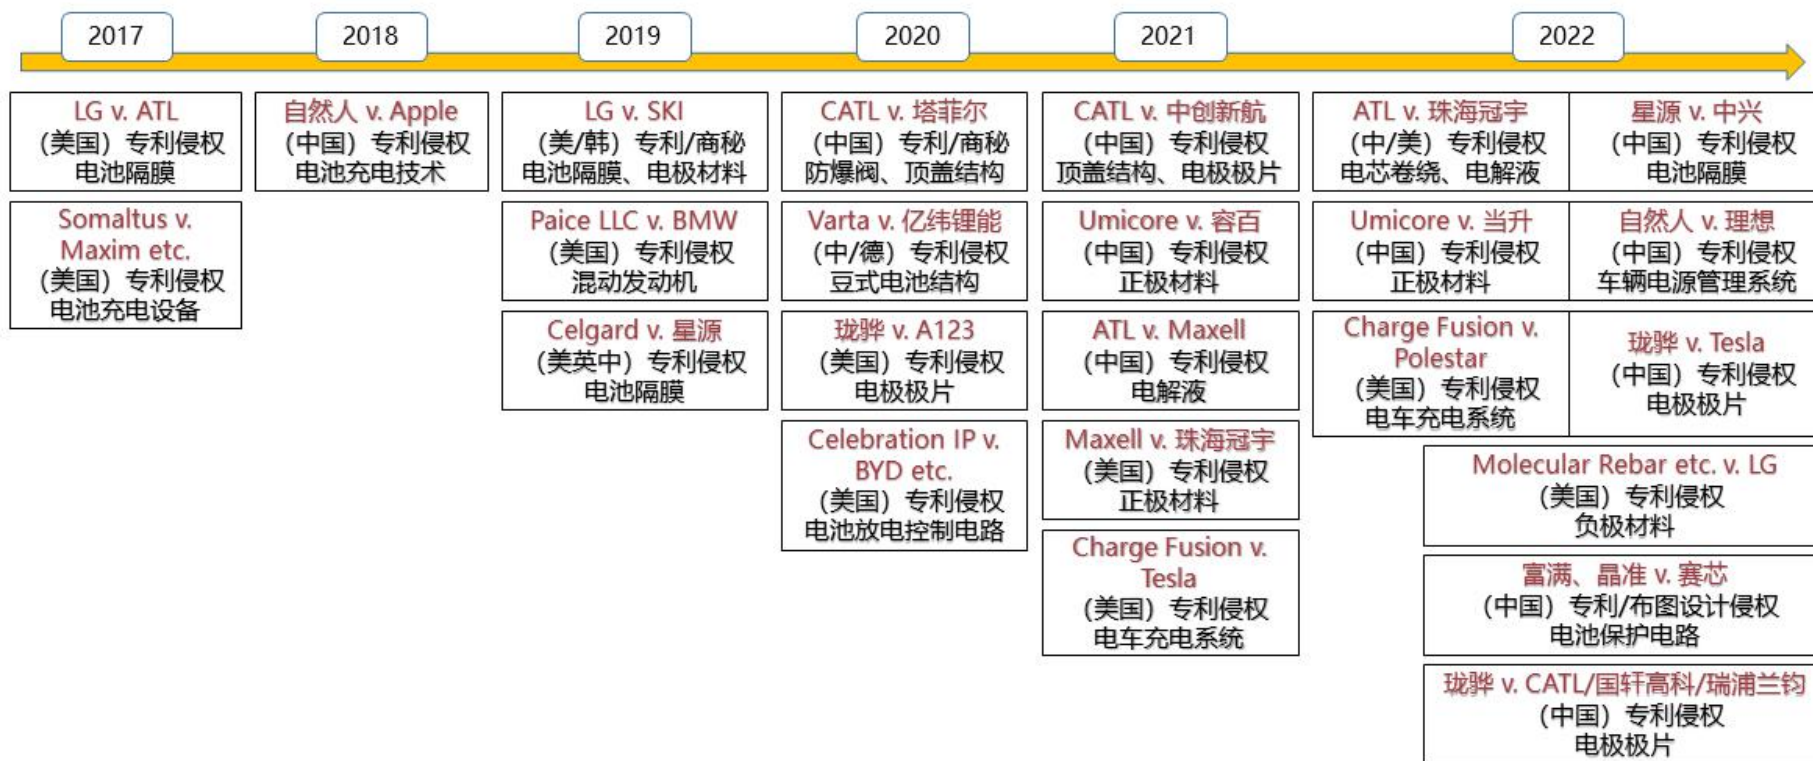 2017
2018
2019
2020
2021
2022
LG v. ATL
（美国）专利侵权
电池隔膜
Somaltus v.
Maxim etc.
（美国）专利侵权
电池充电设备
自然人 v. Apple
（中国）专利侵权
电池充电技术
LG v. SKI
（美/韩）专利/商秘
电池隔膜、电极材料
Paice LLC v. BMW
（美国）专利侵权
混动发动机
Celgard v. 星源
（美英中）专利侵权
电池隔膜
CATL v. 塔菲尔
（中国）专利/商秘
防爆阀、顶盖结构
Varta v. 亿纬锂能
（中/德）专利侵权
豆式电池结构
珑骅 v. A123
（美国）专利侵权
电极极片
Celebration IP v.
BYD etc.
（美国）专利侵权
电池放电控制电路
CATL v. 中创新航
（中国）专利侵权
顶盖结构、电极极片
Umicore v. 容百
（中国）专利侵权
正极材料
ATL v. Maxell
（中国）专利侵权
电解液
Maxell v. 珠海冠宇
（美国）专利侵权
正极材料
Charge Fusion v.
Tesla
（美国）专利侵权
电车充电系统
ATL v. 珠海冠宇
（中/美）专利侵权
电芯卷绕、电解液
Umicore v. 当升
（中国）专利侵权
正极材料
Charge Fusion v.
Polestar
（美国）专利侵权
电车充电系统
星源 v. 中兴
（中国）专利侵权
电池隔膜
自然人 v. 理想
（中国）专利侵权
车辆电源管理系统
珑骅 v. Tesla
（中国）专利侵权
电极极片
Molecular Rebar etc. v. LG
（美国）专利侵权
负极材料
富满、晶准 v. 赛芯
（中国）专利/布图设计侵权
电池保护电路
珑骅 v. CATL/国轩高科/瑞浦兰钧
（中国）专利侵权
电极极片